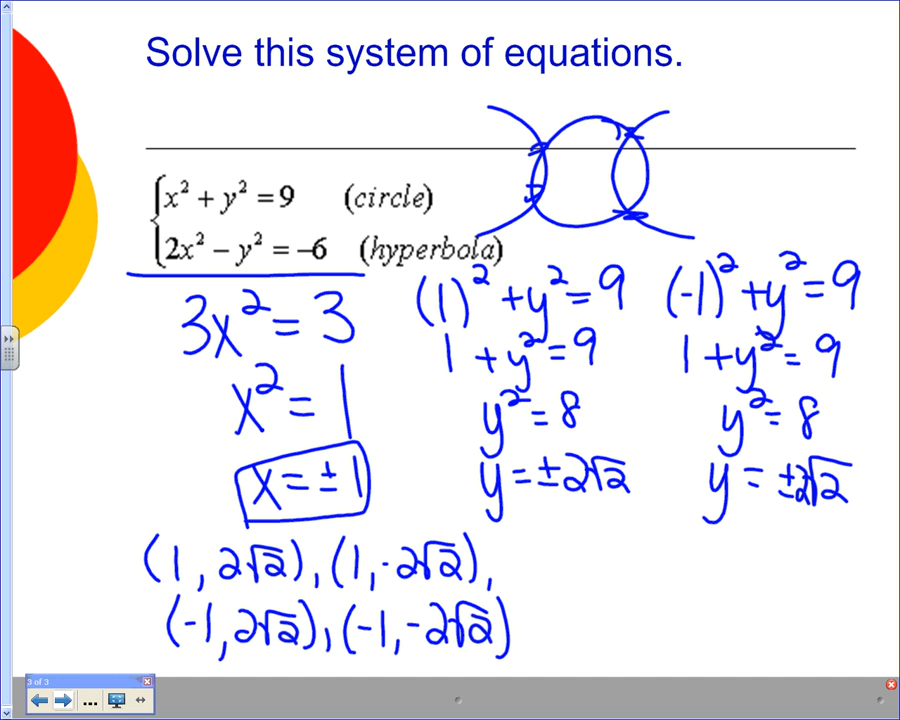 Solve this system of equations.
x² + y² = 9 (circle)
2x² − y² = −6 (hyperbola)
3x² = 3
x² = 1
x = ± 1
(1)² + y² = 9
1 + y² = 9
y² = 8
y = ±2√2
(-1)² + y² = 9
1 + y² = 9
y² = 8
y = ±2√2
(1, 2√2), (1, -2√2),
(-1, 2√2), (-1, -2√2)
3 of 3